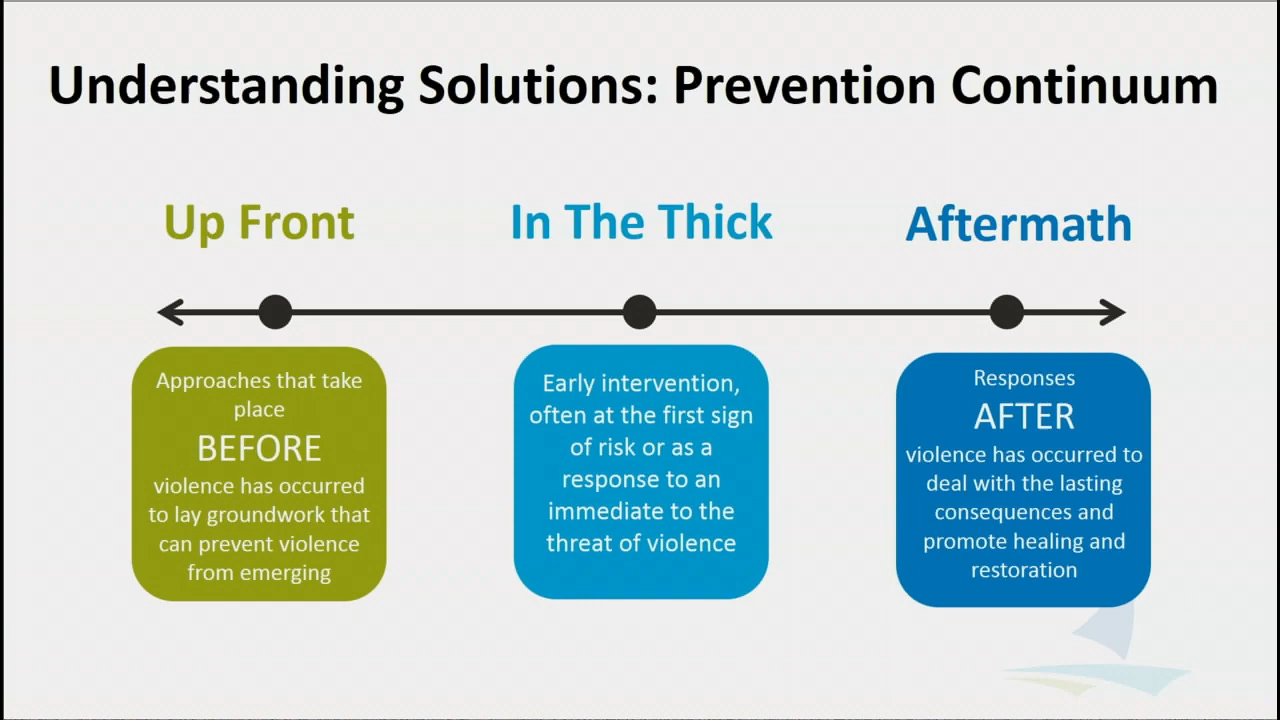 Understanding Solutions: Prevention Continuum
Up Front
In The Thick
Aftermath
Approaches that take
place
BEFORE
violence has occurred
to lay groundwork that
can prevent violence
from emerging
Early intervention,
often at the first sign
of risk or as a
response to an
immediate to the
threat of violence
Responses
AFTER
violence has occurred to
deal with the lasting
consequences and
promote healing and
restoration